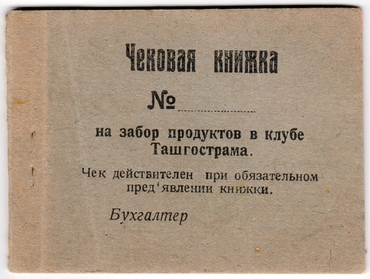 Чековая книжка
№
на забор продуктов в клубе
Ташгострама.
Чек действителен при обязательном
пред'явлении книжки.
Бухгалтер